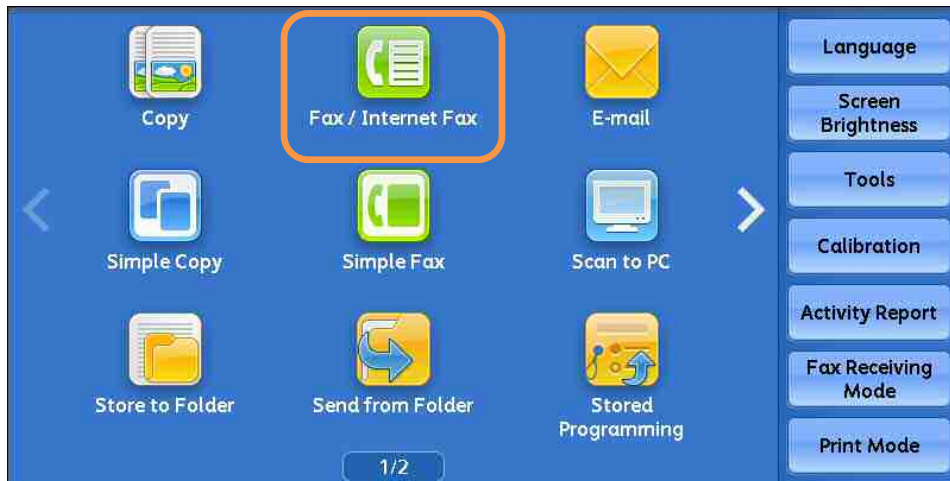 Copy
Fax / Internet Fax
E-mail
Simple Copy
Simple Fax
Scan to PC
Store to Folder
Send from Folder
Stored
Programming
1/2
Language
Screen
Brightness
Tools
Calibration
Activity Report
Fax Receiving
Mode
Print Mode